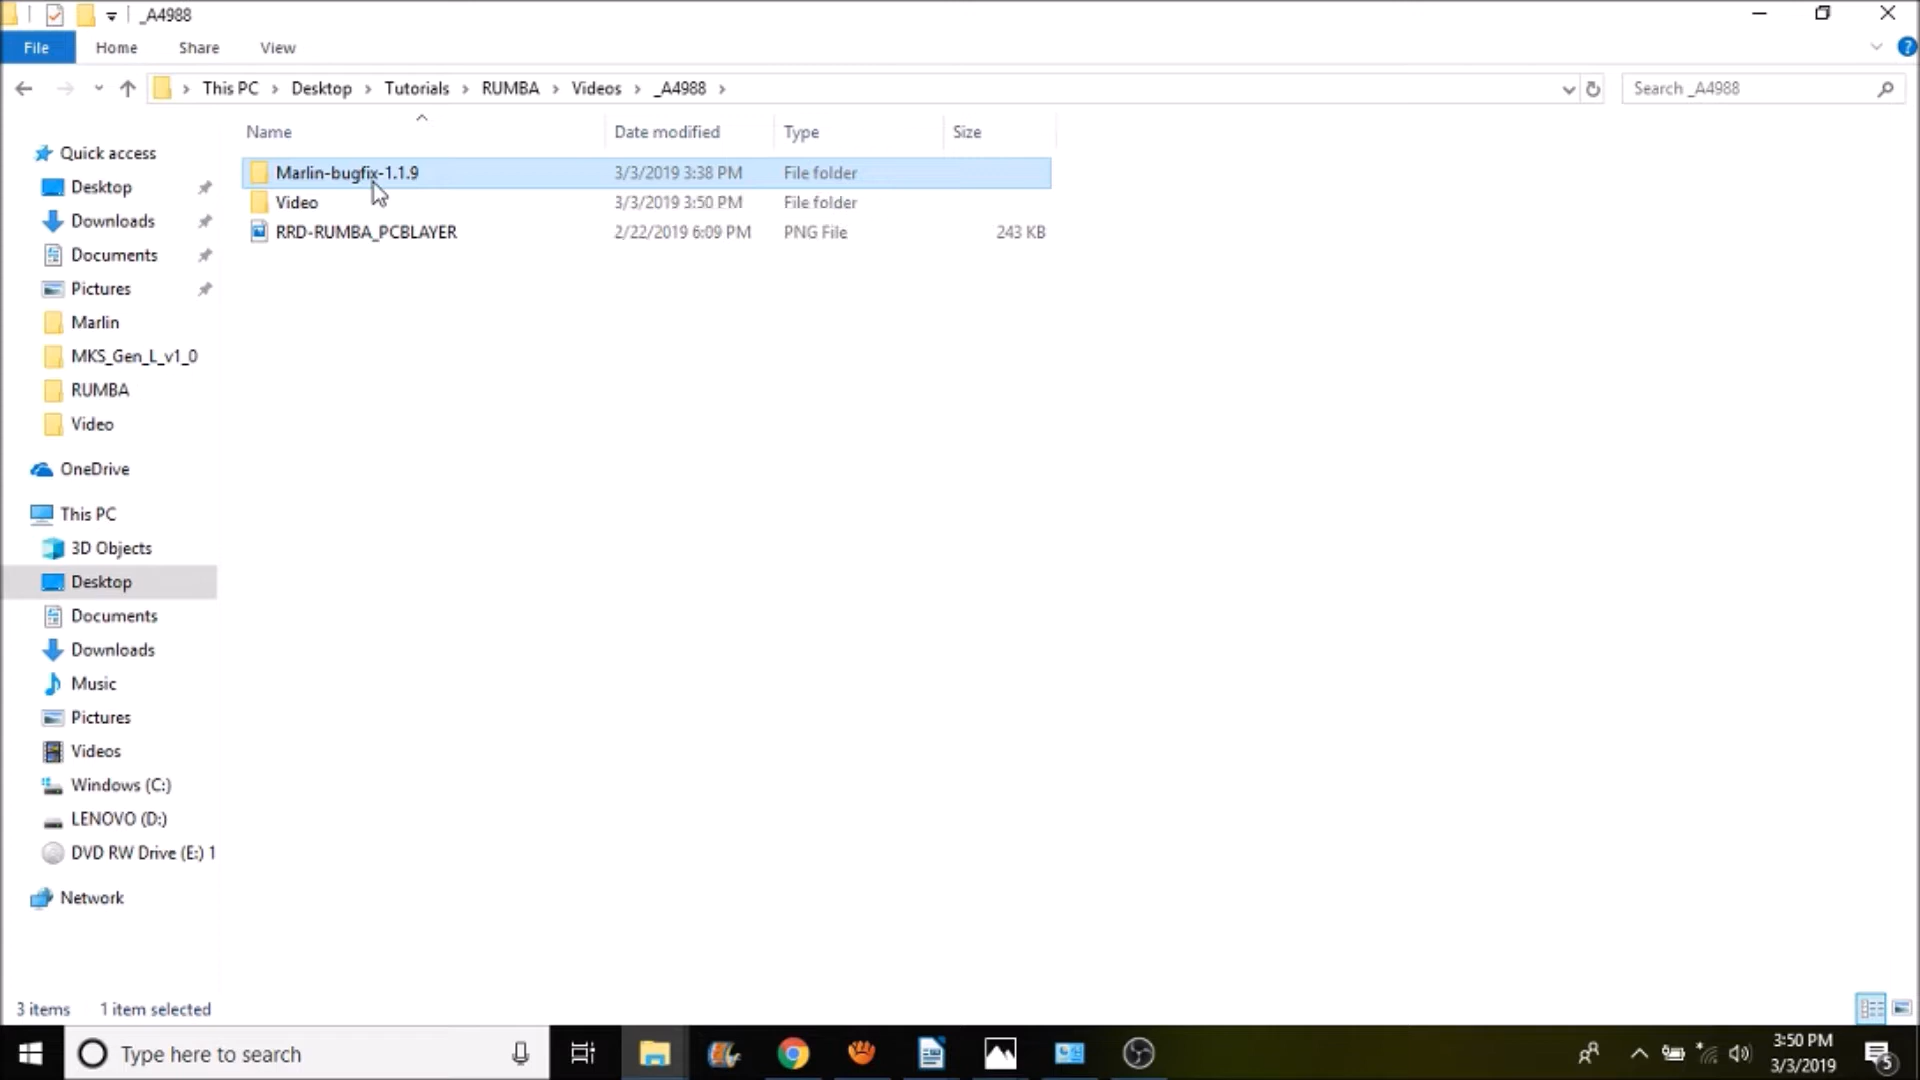 _A4988
File Home Share View
This PC Desktop Tutorials RUMBA Videos _A4988 Search _A4988
Name Date modified Type Size
Quick access
Desktop
Downloads
Documents
Pictures
Marlin
MKS_Gen_L_v1_0
RUMBA
Video
OneDrive
This PC
3D Objects
Desktop
Documents
Downloads
Music
Pictures
Videos
Windows (C:)
LENOVO (D:)
DVD RW Drive (E:) 1
Network
Marlin-bugfix-1.1.9 3/3/2019 3:38 PM File folder
Video 3/3/2019 3:50 PM File folder
RRD-RUMBA_PCBLAYER 2/22/2019 6:09 PM PNG File 243 KB
3 items 1 item selected
Type here to search
3:50 PM
3/3/2019
5